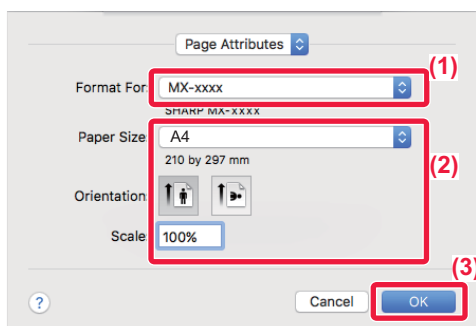 Page Attributes
(1)
Format For: MX-xxxx
SHARP MX-xxxx
Paper Size: A4
210 by 297 mm
(2)
Orientation:
Scale: 100%
(3)
? Cancel OK